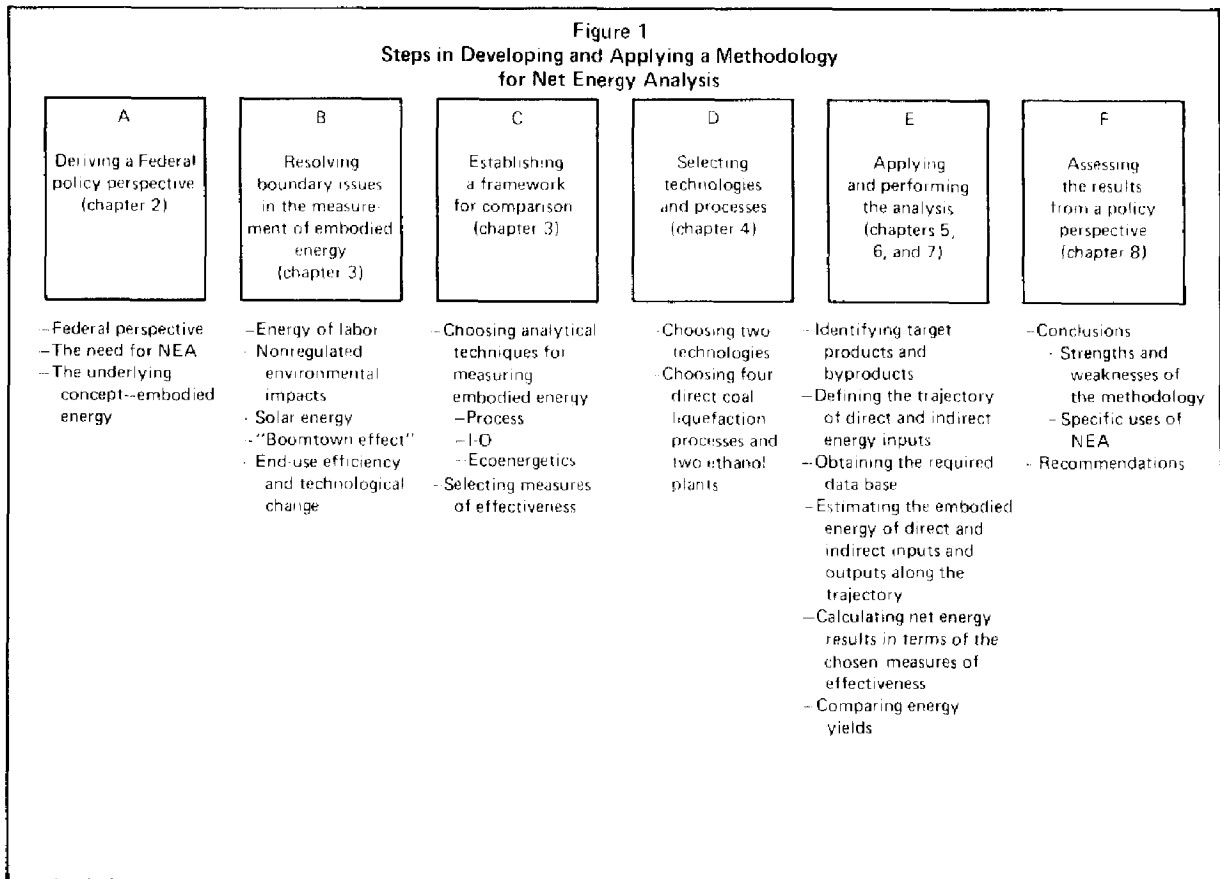 Figure 1
Steps in Developing and Applying a Methodology
for Net Energy Analysis
A
Deriving a Federal
policy perspective
(chapter 2)
–Federal perspective
–The need for NEA
–The underlying
concept--embodied
energy
B
Resolving
boundary issues
in the measure-
ment of embodied
energy
(chapter 3)
–Energy of labor
- Nonregulated
environmental
impacts
- Solar energy
-"Boomtown effect"
- End-use efficiency
and technological
change
C
Establishing
a framework
for comparison
(chapter 3)
–Choosing analytical
techniques for
measuring
embodied energy
–Process
–I-O
–Ecoenergetics
–Selecting measures
of effectiveness
D
Selecting
technologies
and processes
(chapter 4)
–Choosing two
technologies
–Choosing four
direct coal
liquefaction
processes and
two ethanol
plants
E
Applying
and performing
the analysis
(chapters 5,
6, and 7)
–Identifying target
products and
byproducts
–Defining the trajectory
of direct and indirect
energy inputs
–Obtaining the required
data base
–Estimating the embodied
energy of direct and
indirect inputs and
outputs along the
trajectory
–Calculating net energy
results in terms of the
chosen measures of
effectiveness
–Comparing energy
yields
F
Assessing
the results
from a policy
perspective
(chapter 8)
–Conclusions
- Strengths and
weaknesses of
the methodology
–Specific uses of
NEA
–Recommendations